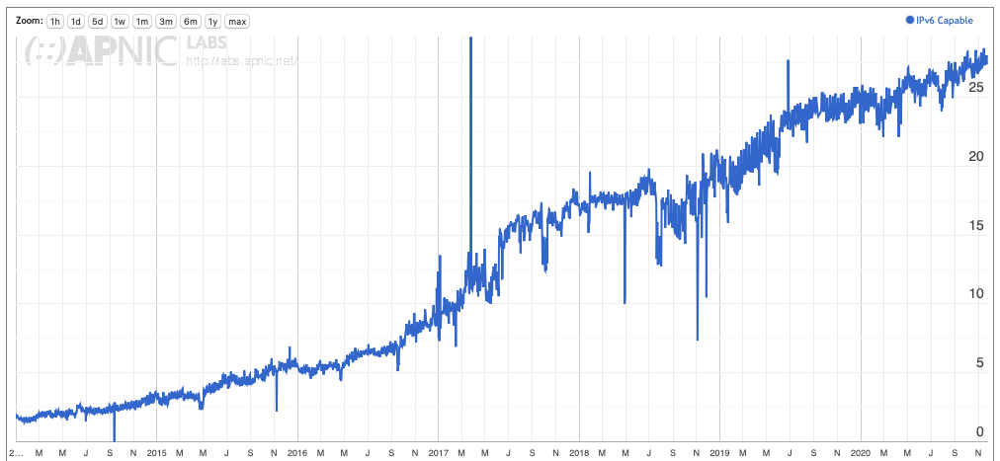 Zoom: 1h 1d 5d 1w 1m 3m 6m 1y max
IPv6 Capable
(::)APNIC LABS
http://labs.apnic.net/
25
20
15
10
5
0
2... M M J S N 2015 M M J S N 2016 M M J S N 2017 M M J S N 2018 M M J S N 2019 M M J S N 2020 M M J S N